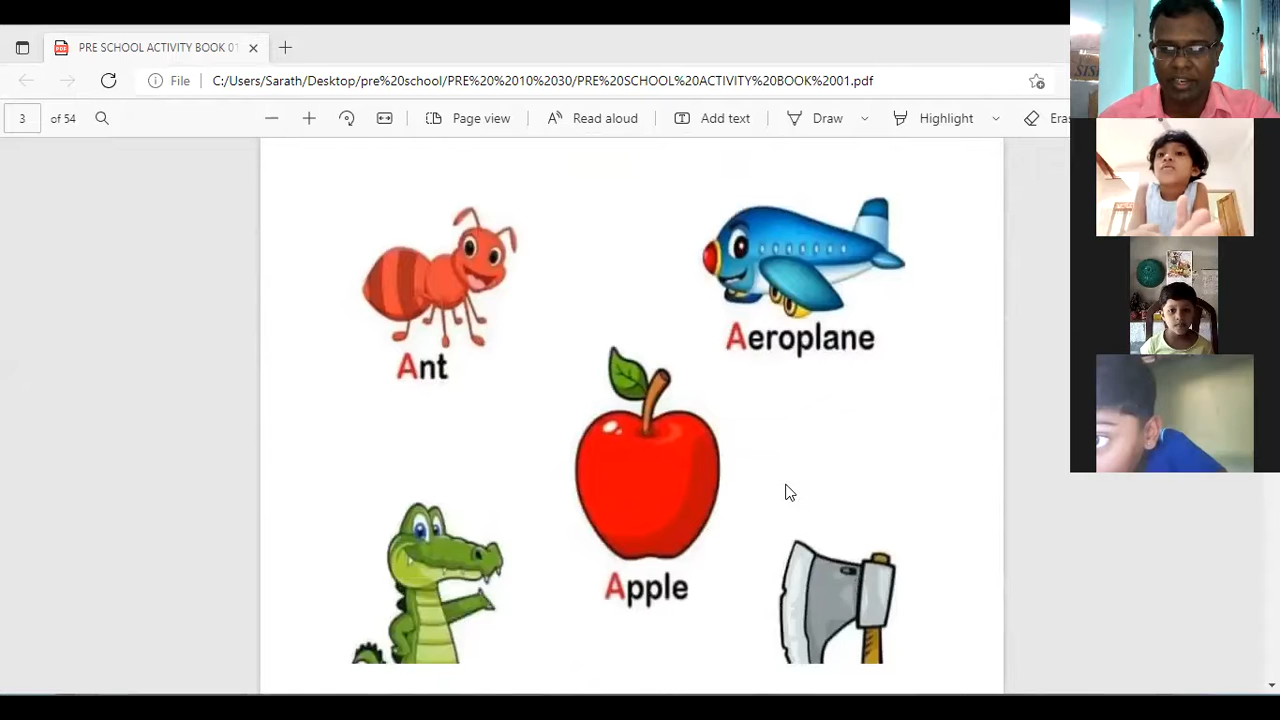 PRE SCHOOL ACTIVITY BOOK 01
File C:/Users/Sarath/Desktop/pre%20school/PRE%20%2010%2030/PRE%20SCHOOL%20ACTIVITY%20BOOK%2001.pdf
3 of 54 Page view Read aloud Add text Draw Highlight
Aeroplane
Ant
Apple